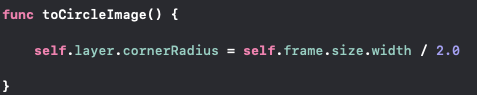 func toCircleImage() {
self.layer.cornerRadius = self.frame.size.width / 2.0
}